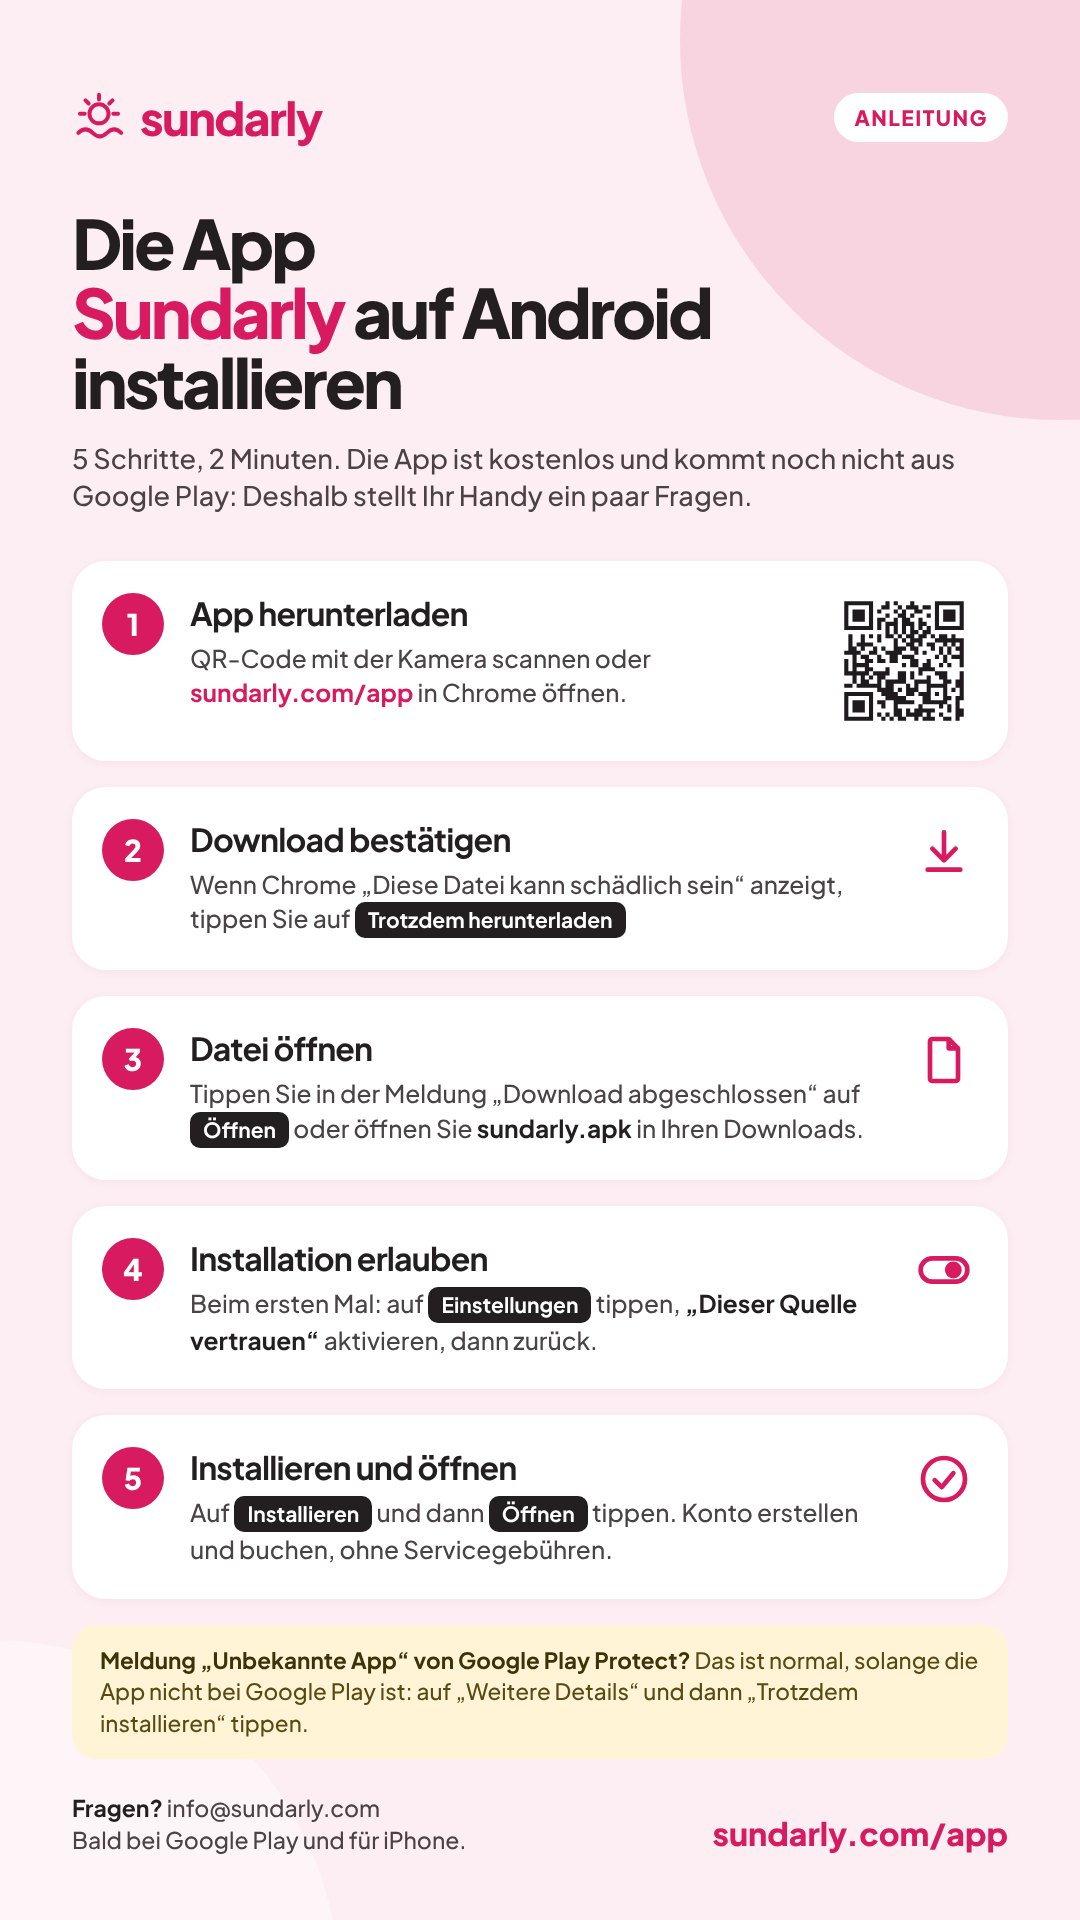 sundarly
ANLEITUNG
Die App
Sundarly auf Android
installieren
5 Schritte, 2 Minuten. Die App ist kostenlos und kommt noch nicht aus
Google Play: Deshalb stellt Ihr Handy ein paar Fragen.
1
App herunterladen
QR-Code mit der Kamera scannen oder
sundarly.com/app in Chrome öffnen.
2
Download bestätigen
Wenn Chrome „Diese Datei kann schädlich sein“ anzeigt,
tippen Sie auf Trotzdem herunterladen
3
Datei öffnen
Tippen Sie in der Meldung „Download abgeschlossen“ auf
Öffnen oder öffnen Sie sundarly.apk in Ihren Downloads.
4
Installation erlauben
Beim ersten Mal: auf Einstellungen tippen, „Dieser Quelle
vertrauen“ aktivieren, dann zurück.
5
Installieren und öffnen
Auf Installieren und dann Öffnen tippen. Konto erstellen
und buchen, ohne Servicegebühren.
Meldung „Unbekannte App“ von Google Play Protect? Das ist normal, solange die
App nicht bei Google Play ist: auf „Weitere Details“ und dann „Trotzdem
installieren“ tippen.
Fragen? info@sundarly.com
Bald bei Google Play und für iPhone.
sundarly.com/app